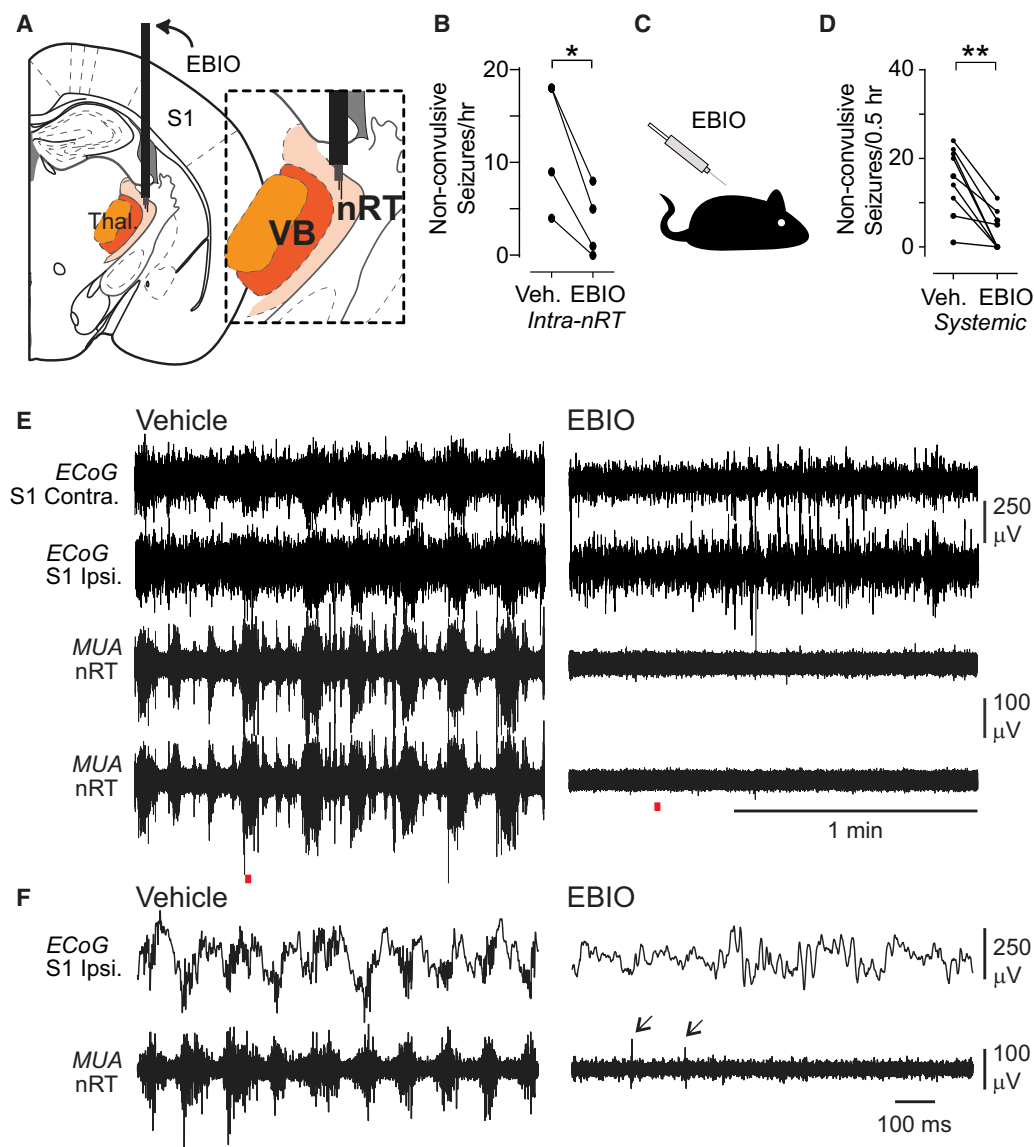 A
EBIO
S1
Thal.
VB
nRT
B
Non-convulsive
Seizures/hr
20
10
0
*
Veh. EBIO
Intra-nRT
C
EBIO
D
Non-convulsive
Seizures/0.5 hr
40
20
0
**
Veh. EBIO
Systemic
E
Vehicle
EBIO
ECoG
S1 Contra.
250
µV
ECoG
S1 Ipsi.
MUA
nRT
100
µV
MUA
nRT
1 min
F
Vehicle
EBIO
ECoG
S1 Ipsi.
250
µV
MUA
nRT
100
µV
100 ms